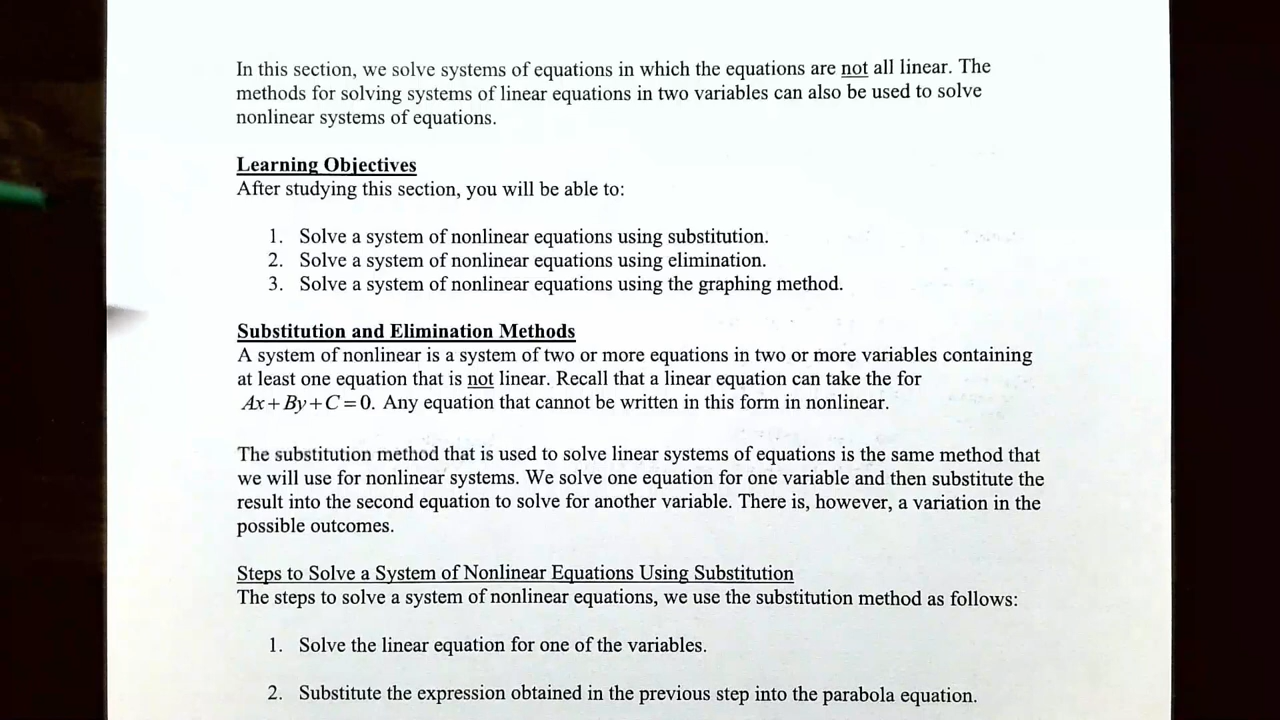 In this section, we solve systems of equations in which the equations are not all linear. The
methods for solving systems of linear equations in two variables can also be used to solve
nonlinear systems of equations.
Learning Objectives
After studying this section, you will be able to:
1. Solve a system of nonlinear equations using substitution.
2. Solve a system of nonlinear equations using elimination.
3. Solve a system of nonlinear equations using the graphing method.
Substitution and Elimination Methods
A system of nonlinear is a system of two or more equations in two or more variables containing
at least one equation that is not linear. Recall that a linear equation can take the for
Ax + By + C = 0. Any equation that cannot be written in this form in nonlinear.
The substitution method that is used to solve linear systems of equations is the same method that
we will use for nonlinear systems. We solve one equation for one variable and then substitute the
result into the second equation to solve for another variable. There is, however, a variation in the
possible outcomes.
Steps to Solve a System of Nonlinear Equations Using Substitution
The steps to solve a system of nonlinear equations, we use the substitution method as follows:
1. Solve the linear equation for one of the variables.
2. Substitute the expression obtained in the previous step into the parabola equation.